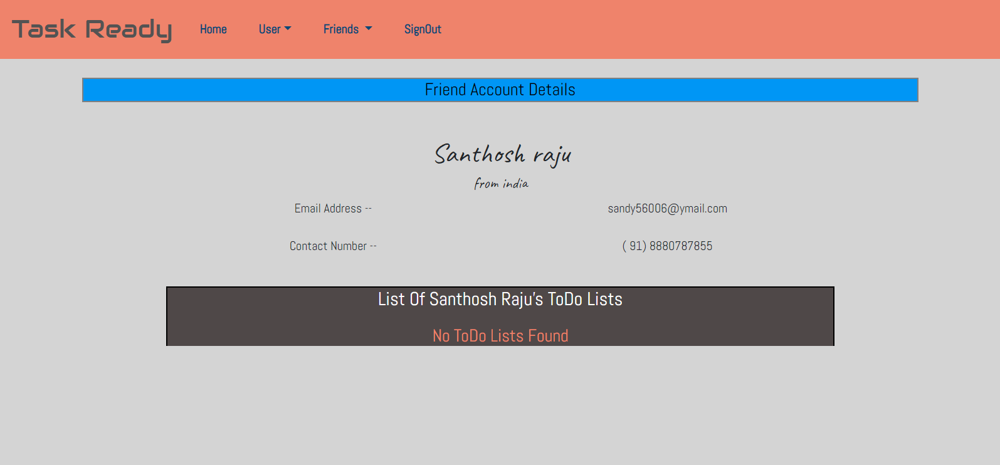 Task Ready Home User Friends SignOut
Friend Account Details
Santhosh raju
from india
Email Address -- sandy56006@ymail.com
Contact Number -- ( 91) 8880787855
List Of Santhosh Raju's ToDo Lists
No ToDo Lists Found